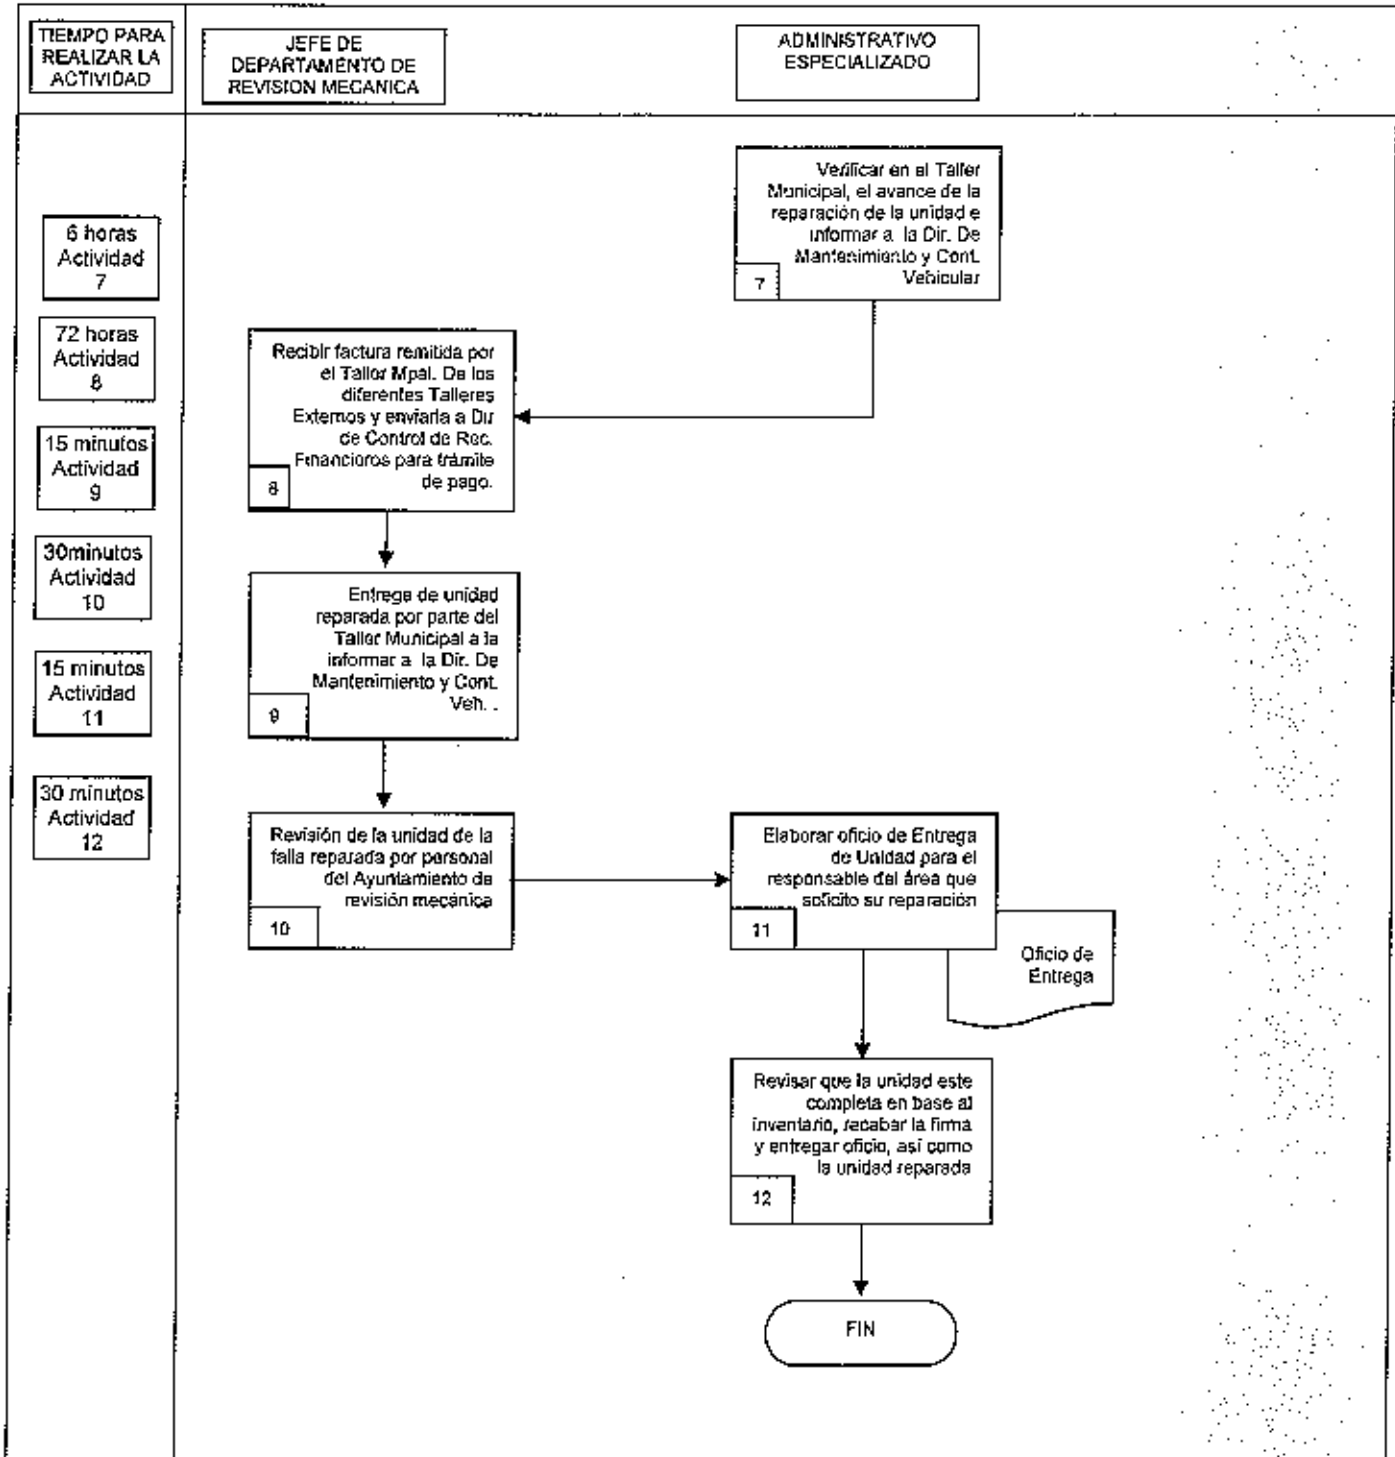 TIEMPO PARA
REALIZAR LA
ACTIVIDAD
JEFE DE
DEPARTAMENTO DE
REVISION MECANICA
ADMINISTRATIVO
ESPECIALIZADO
Verificar en el Taller
Municipal, el avance de la
reparación de la unidad e
informar a la Dir. De
Mantenimiento y Cont.
Vehicular
7
6 horas
Actividad
7
72 horas
Actividad
8
15 minutos
Actividad
9
30minutos
Actividad
10
15 minutos
Actividad
11
30 minutos
Actividad
12
Recibir factura remitida por
el Taller Mpal. De los
diferentes Talleres
Externos y enviarla a Dir
de Control de Rec.
Financieros para trámite
de pago.
8
Entrega de unidad
reparada por parte del
Taller Municipal a la
informar a la Dir. De
Mantenimiento y Cont.
Veh. .
9
Revisión de la unidad de la
falla reparada por personal
del Ayuntamiento de
revisión mecánica
10
Elaborar oficio de Entrega
de Unidad para el
responsable del área que
solicito su reparación
11
Oficio de
Entrega
Revisar que la unidad este
completa en base al
inventario, recabar la firma
y entregar oficio, así como
la unidad reparada
12
FIN